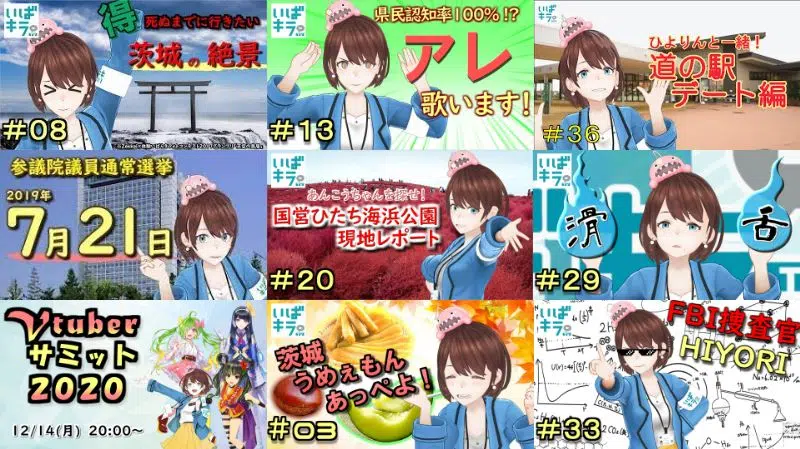 いばキラ
得
死ぬまでに行きたい
茨城の絶景
#08
いばキラ
県民認知率100%!?
アレ
歌います!
#13
いばキラ
ひよりんと一緒!
道の駅
デート編
#36
参議院議員通常選挙
2019年
7月21日
いばキラ
あんこうちゃんを探せ!
国営ひたち海浜公園
現地レポート
#20
いばキラ
滑
舌
#29
Vtuber
サミット
2020
12/14(月) 20:00~
いばキラ
茨城
うめぇもん
あっぺよ!
#03
いばキラ
FBI捜査官
HIYORI
#33